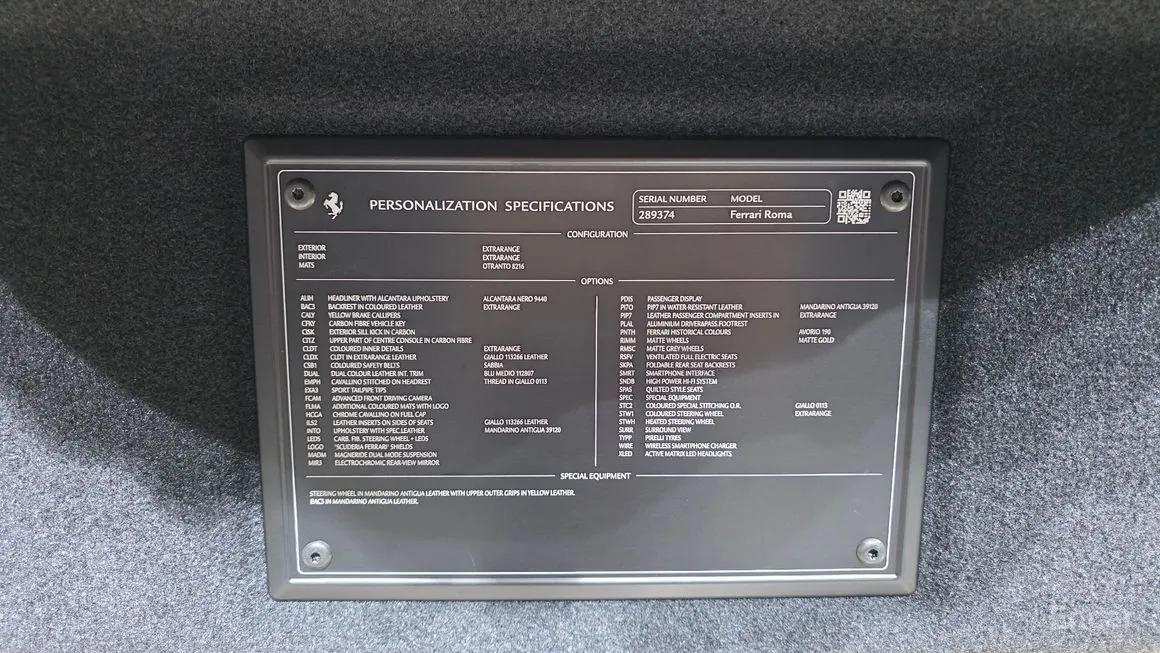 PERSONALIZATION SPECIFICATIONS
SERIAL NUMBER MODEL
289374 Ferrari Roma
CONFIGURATION
EXTERIOR EXTRARANGE
INTERIOR EXTRARANGE
MATS OTRANTO 8216
OPTIONS
ALIH HEADLINER WITH ALCANTARA UPHOLSTERY ALCANTARA NERO 9440
BAC3 BACKREST IN COLOURED LEATHER EXTRARANGE
CALY YELLOW BRAKE CALLIPERS
CFKY CARBON FIBRE VEHICLE KEY
CISK EXTERIOR SILL KICK IN CARBON
CITZ UPPER PART OF CENTRE CONSOLE IN CARBON FIBRE
CLDT COLOURED INNER DETAILS EXTRARANGE
CLDX CLDT IN EXTRARANGE LEATHER GIALLO 113266 LEATHER
CSB1 COLOURED SAFETY BELTS SABBIA
DUAL DUAL COLOUR LEATHER INT. TRIM BLU MEDIO 112807
EMPH CAVALLINO STITCHED ON HEADREST THREAD IN GIALLO 0113
EXA3 SPORT TAILPIPE TIPS
FCAM ADVANCED FRONT DRIVING CAMERA
FLMA ADDITIONAL COLOURED MATS WITH LOGO
HCGA CHROME CAVALLINO ON FUEL CAP
ILS2 LEATHER INSERTS ON SIDES OF SEATS GIALLO 113266 LEATHER
INTO UPHOLSTERY WITH SPEC.LEATHER MANDARINO ANTIGUA 39120
LEDS CARB. FIB. STEERING WHEEL + LEDS
LOGO "SCUDERIA FERRARI" SHIELDS
MADM MAGNERIDE DUAL MODE SUSPENSION
MIR3 ELECTROCHROMIC REAR-VIEW MIRROR
PDIS PASSENGER DISPLAY
PI7O PIP7 IN WATER-RESISTANT LEATHER MANDARINO ANTIGUA 39120
PIP7 LEATHER PASSENGER COMPARTMENT INSERTS IN EXTRARANGE
PLAL ALUMINIUM DRIVER&PASS.FOOTREST
PNTH FERRARI HISTORICAL COLOURS AVORIO 190
RIMM MATTE WHEELS MATTE GOLD
RMSC MATTE GREY WHEELS
RSFV VENTILATED FULL ELECTRIC SEATS
SKPA FOLDABLE REAR SEAT BACKRESTS
SMRT SMARTPHONE INTERFACE
SNDB HIGH POWER HI-FI SYSTEM
SPAS QUILTED STYLE SEATS
SPEC SPECIAL EQUIPMENT
STC2 COLOURED SPECIAL STITCHING O.R. GIALLO 0113
STW1 COLOURED STEERING WHEEL EXTRARANGE
STWH HEATED STEERING WHEEL
SURR SURROUND VIEW
TYPP PIRELLI TYRES
WIRE WIRELESS SMARTPHONE CHARGER
XLED ACTIVE MATRIX LED HEADLIGHTS
SPECIAL EQUIPMENT
STEERING WHEEL IN MANDARINO ANTIGUA LEATHER WITH UPPER OUTER GRIPS IN YELLOW LEATHER.
BAC3 IN MANDARINO ANTIGUA LEATHER.
Encar